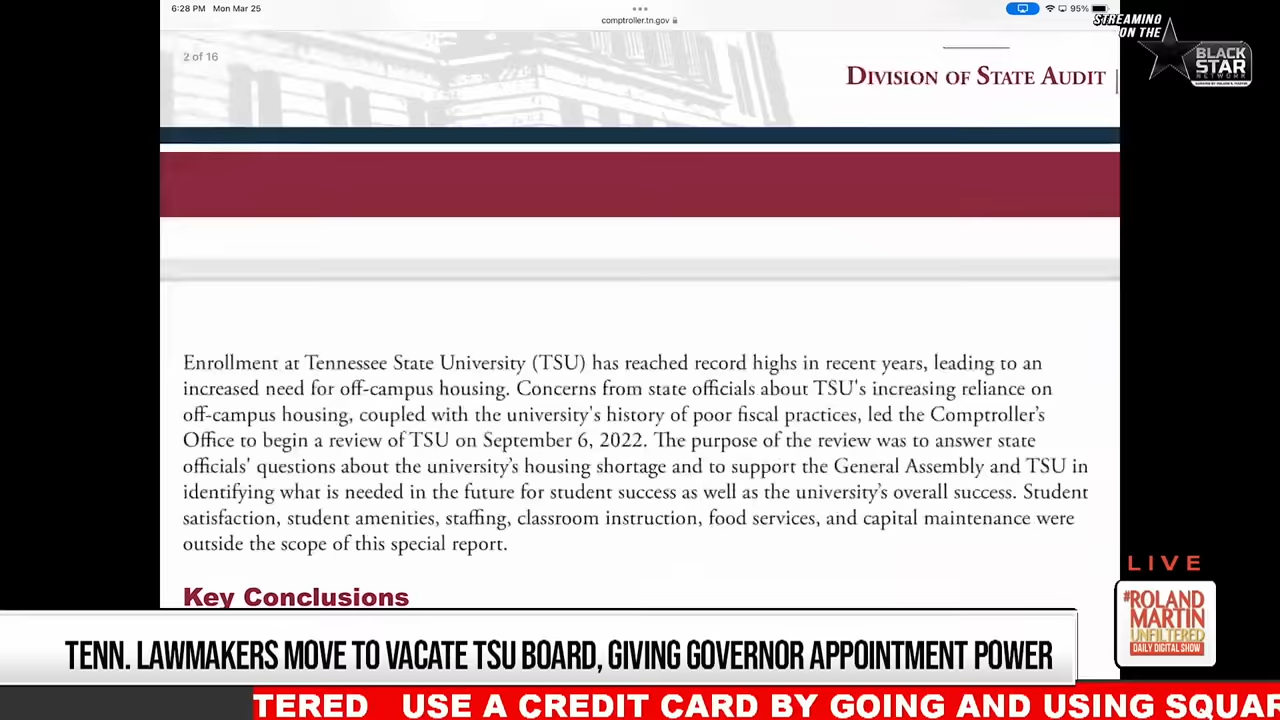 6:28 PM Mon Mar 25
comptroller.tn.gov
95%
STREAMING
ON THE
BLACK
STAR
NETWORK
2 of 16
DIVISION OF STATE AUDIT
Enrollment at Tennessee State University (TSU) has reached record highs in recent years, leading to an
increased need for off-campus housing. Concerns from state officials about TSU's increasing reliance on
off-campus housing, coupled with the university's history of poor fiscal practices, led the Comptroller's
Office to begin a review of TSU on September 6, 2022. The purpose of the review was to answer state
officials' questions about the university's housing shortage and to support the General Assembly and TSU in
identifying what is needed in the future for student success as well as the university's overall success. Student
satisfaction, student amenities, staffing, classroom instruction, food services, and capital maintenance were
outside the scope of this special report.
Key Conclusions
LIVE
#ROLAND
MARTIN
UNFILTERED
DAILY DIGITAL SHOW
TENN. LAWMAKERS MOVE TO VACATE TSU BOARD, GIVING GOVERNOR APPOINTMENT POWER
TERED USE A CREDIT CARD BY GOING AND USING SQUAR